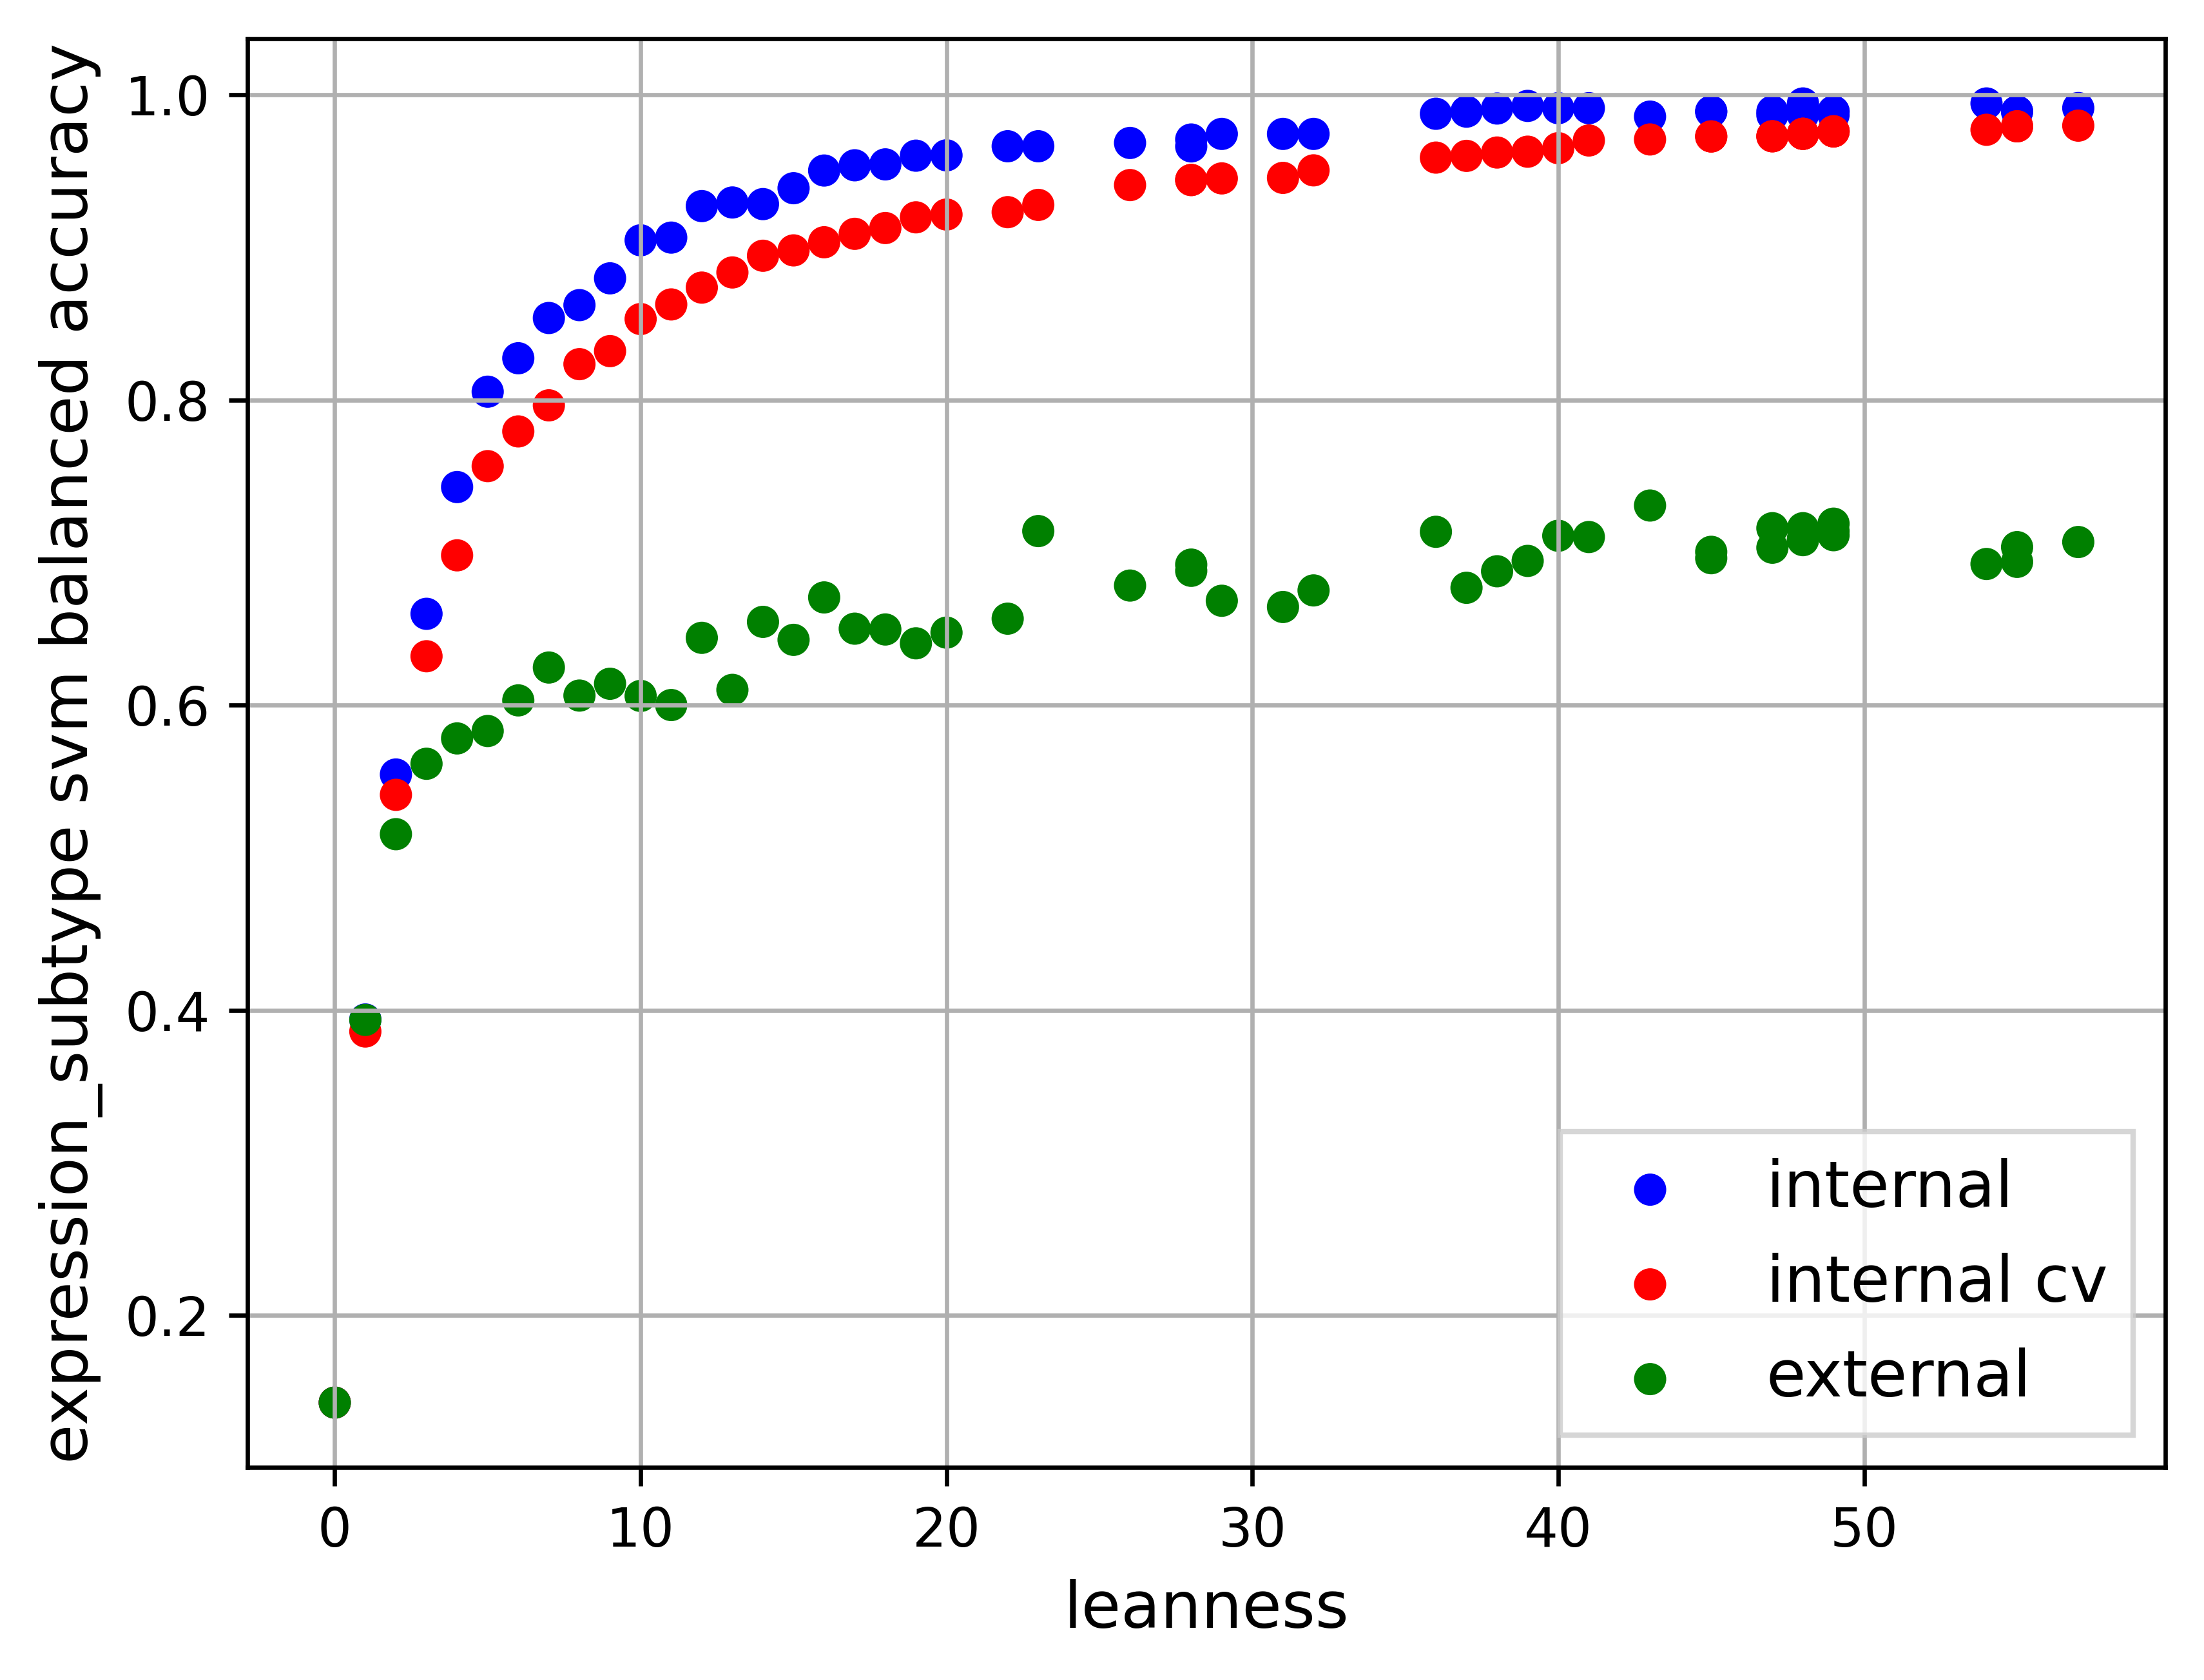 expression_subtype svm balanced accuracy
1.0
0.8
0.6
0.4
0.2
0 10 20 30 40 50
leanness
internal
internal cv
external